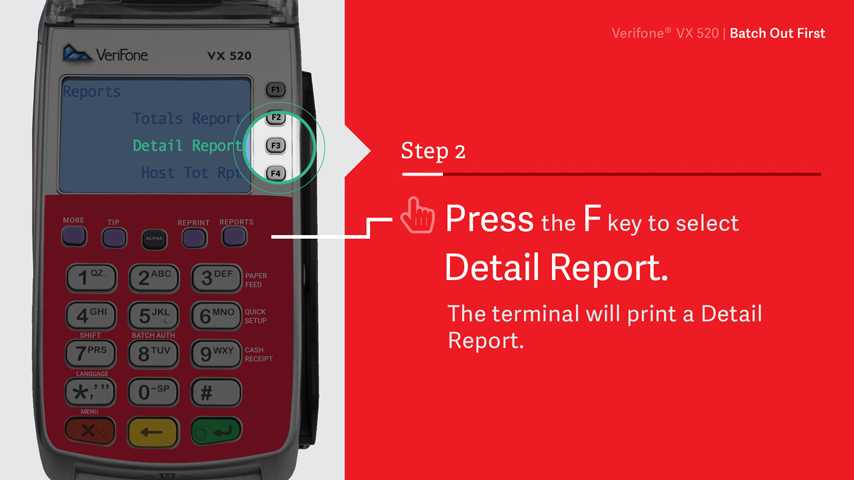 Verifone® VX 520 | Batch Out First
VeriFone
VX 520
Reports
F1
Totals Report
F2
Detail Report
F3
Host Tot Rpt
F4
MORE
TIP
ALPHA
REPRINT
REPORTS
1 QZ.
2 ABC
3 DEF
PAPER
FEED
4 GHI
5 JKL
6 MNO
QUICK
SETUP
SHIFT
BATCH AUTH
7 PRS
8 TUV
9 WXY
CASH
RECEIPT
LANGUAGE
*,'"
0 -SP
#
MENU
Step 2
Press the F key to select
Detail Report.
The terminal will print a Detail
Report.